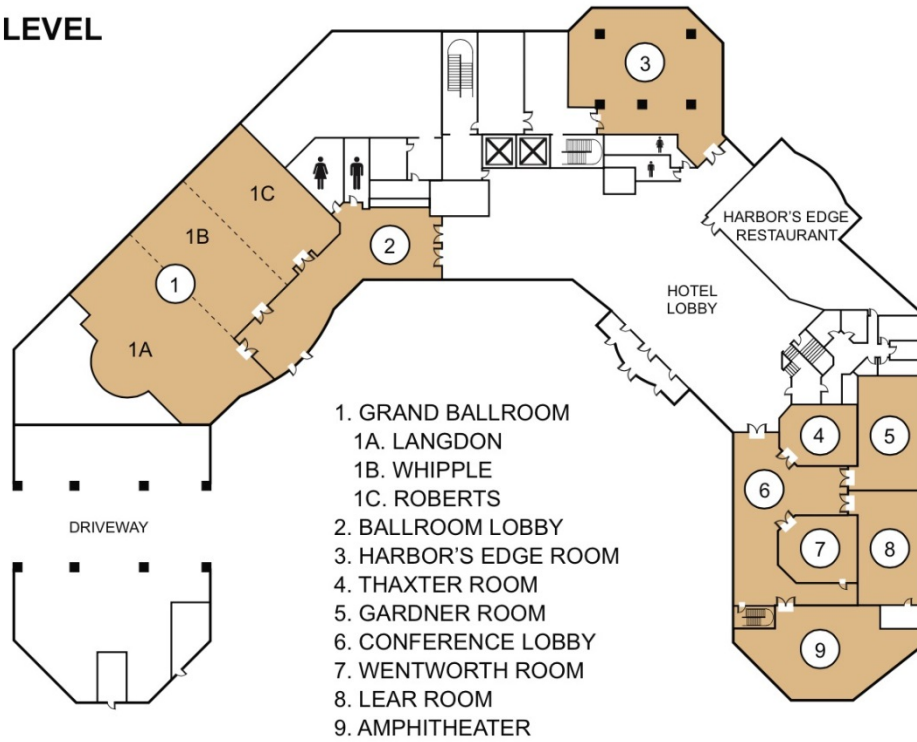 LEVEL
3
1C
1B
2
1
1A
HARBOR'S EDGE
RESTAURANT
HOTEL
LOBBY
4
5
6
7
8
9
DRIVEWAY
1. GRAND BALLROOM
1A. LANGDON
1B. WHIPPLE
1C. ROBERTS
2. BALLROOM LOBBY
3. HARBOR'S EDGE ROOM
4. THAXTER ROOM
5. GARDNER ROOM
6. CONFERENCE LOBBY
7. WENTWORTH ROOM
8. LEAR ROOM
9. AMPHITHEATER